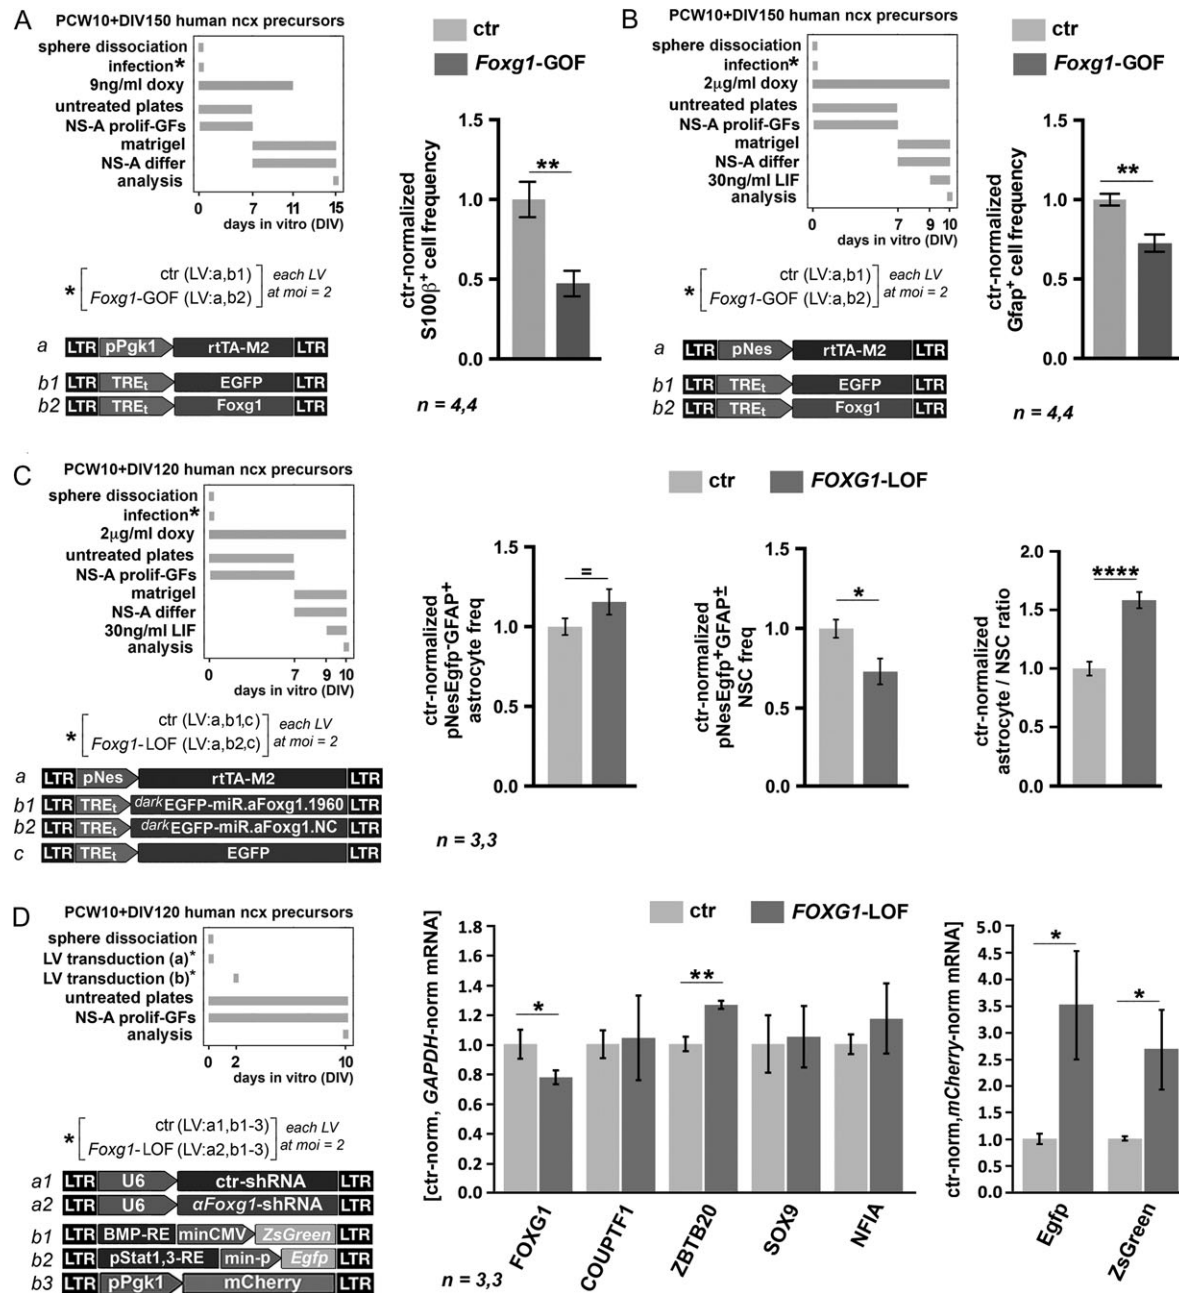 A
PCW10+DIV150 human ncx precursors
sphere dissociation
infection*
9ng/ml doxy
untreated plates
NS-A prolif-GFs
matrigel
NS-A differ
analysis
0 7 11 15
days in vitro (DIV)
* ctr (LV:a,b1) each LV
Foxg1-GOF (LV:a,b2) at moi = 2
a LTR pPgk1 rtTA-M2 LTR
b1 LTR TREt EGFP LTR
b2 LTR TREt Foxg1 LTR
ctr
Foxg1-GOF
ctr-normalized
S100β+ cell frequency
1.5
1.0
0.5
0.0
**
n = 4,4
B
PCW10+DIV150 human ncx precursors
sphere dissociation
infection*
2µg/ml doxy
untreated plates
NS-A prolif-GFs
matrigel
NS-A differ
30ng/ml LIF
analysis
0 7 9 10
days in vitro (DIV)
* ctr (LV:a,b1) each LV
Foxg1-GOF (LV:a,b2) at moi = 2
a LTR pNes rtTA-M2 LTR
b1 LTR TREt EGFP LTR
b2 LTR TREt Foxg1 LTR
ctr
Foxg1-GOF
ctr-normalized
Gfap+ cell frequency
1.5
1.0
0.5
0.0
**
n = 4,4
C
PCW10+DIV120 human ncx precursors
sphere dissociation
infection*
2µg/ml doxy
untreated plates
NS-A prolif-GFs
matrigel
NS-A differ
30ng/ml LIF
analysis
0 7 9 10
days in vitro (DIV)
* ctr (LV:a,b1,c) each LV
Foxg1-LOF (LV:a,b2,c) at moi = 2
a LTR pNes rtTA-M2 LTR
b1 LTR TREt darkEGFP-miR.aFoxg1.1960 LTR
b2 LTR TREt darkEGFP-miR.aFoxg1.NC LTR
c LTR TREt EGFP LTR
ctr FOXG1-LOF
ctr-normalized
pNesEgfp-GFAP+
astrocyte freq
1.5
1.0
0.5
0.0
=
ctr-normalized
pNesEgfp+GFAP±
NSC freq
1.5
1.0
0.5
0.0
*
ctr-normalized
astrocyte / NSC ratio
2.0
1.5
1.0
0.5
0.0
****
n = 3,3
D
PCW10+DIV120 human ncx precursors
sphere dissociation
LV transduction (a)*
LV transduction (b)*
untreated plates
NS-A prolif-GFs
analysis
0 2 10
days in vitro (DIV)
* ctr (LV:a1,b1-3) each LV
Foxg1-LOF (LV:a2,b1-3) at moi = 2
a1 LTR U6 ctr-shRNA LTR
a2 LTR U6 αFoxg1-shRNA LTR
b1 LTR BMP-RE minCMV ZsGreen LTR
b2 LTR pStat1,3-RE min-p Egfp LTR
b3 LTR pPgk1 mCherry LTR
ctr FOXG1-LOF
[ctr-norm, GAPDH-norm mRNA]
1.8
1.6
1.4
1.2
1.0
0.8
0.6
0.4
0.2
0.0
* **
FOXG1 COUPTF1 ZBTB20 SOX9 NFIA
n = 3,3
ctr-norm,mCherry-norm mRNA]
5.0
4.5
4.0
3.5
3.0
2.5
2.0
1.5
1.0
0.5
0.0
* *
Egfp ZsGreen